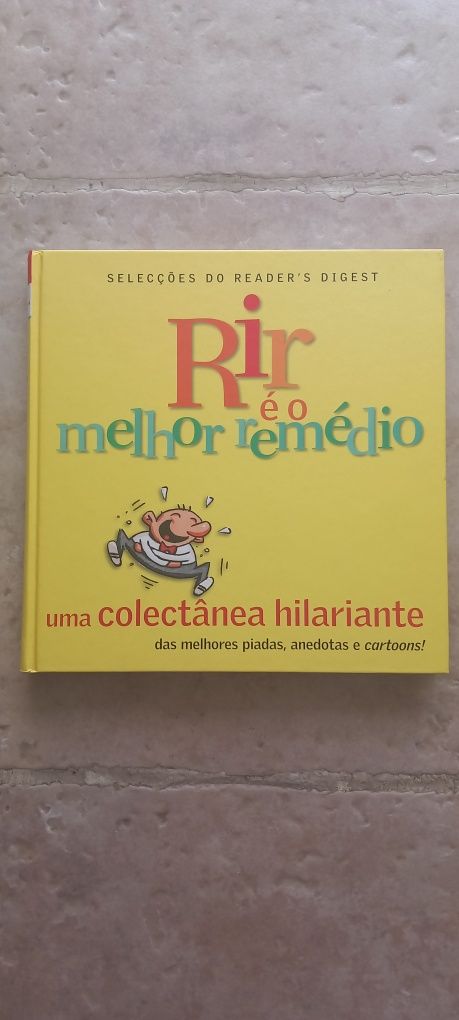 SELECÇÕES DO READER'S DIGEST
Rir
é o
melhor remédio
uma colectânea hilariante
das melhores piadas, anedotas e cartoons!